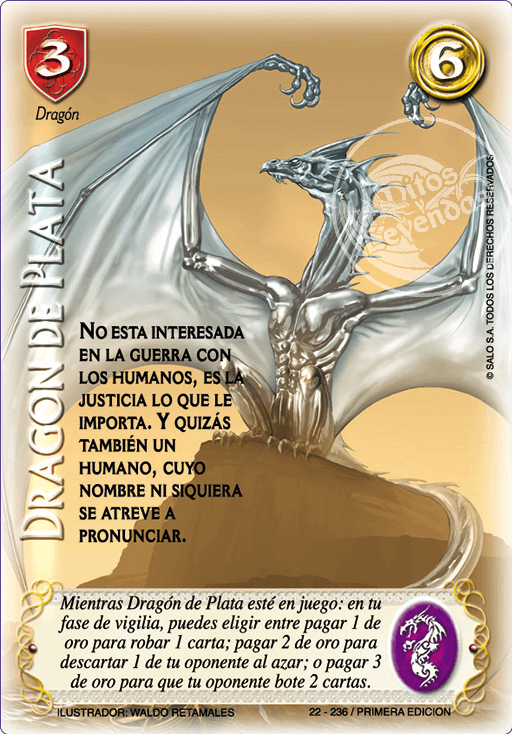 3
Dragón
6
DRAGON DE PLATA
Mitos
Y
Leyendas
© SALO S.A. TODOS LOS DERECHOS RESERVADOS
NO ESTA INTERESADA
EN LA GUERRA CON
LOS HUMANOS, ES LA
JUSTICIA LO QUE LE
IMPORTA. Y QUIZÁS
TAMBIÉN UN
HUMANO, CUYO
NOMBRE NI SIQUIERA
SE ATREVE A
PRONUNCIAR.
Mientras Dragón de Plata esté en juego: en tu
fase de vigilia, puedes eligir entre pagar 1 de
oro para robar 1 carta; pagar 2 de oro para
descartar 1 de tu oponente al azar; o pagar 3
de oro para que tu oponente bote 2 cartas.
ILUSTRADOR: WALDO RETAMALES
22 - 236 / PRIMERA EDICION